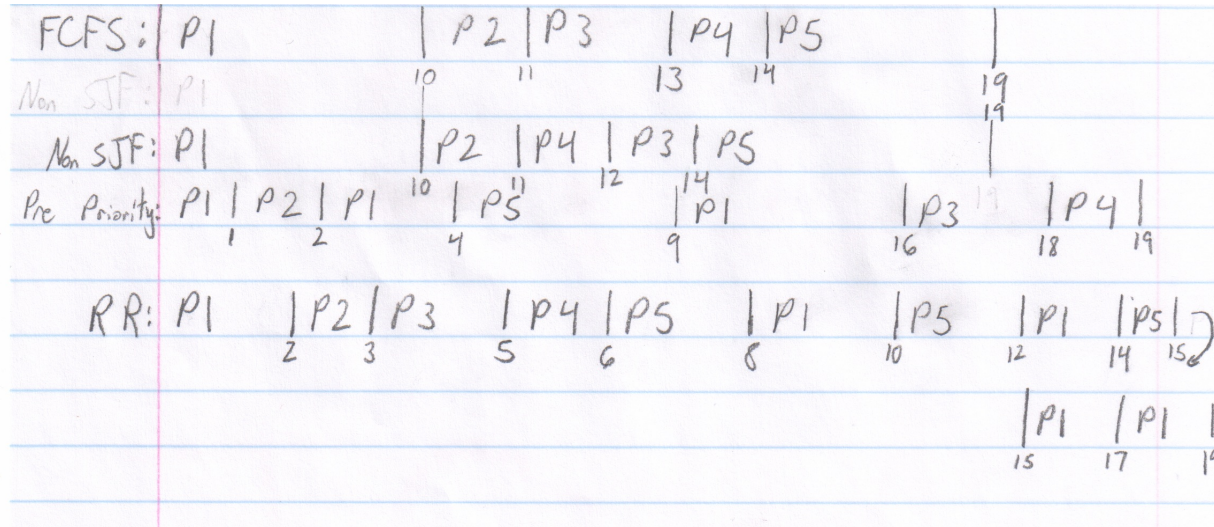 FCFS: | P1 | P2 | P3 | P4 | P5 |
10 11 13 14 19
Non SJF: P1
19
Non SJF: P1 | P2 | P4 | P3 | P5 |
10 11 12 14 19
Pre Priority: P1 | P2 | P1 | P5 | P1 | P3 | P4 |
1 2 4 9 16 18 19
RR: P1 | P2 | P3 | P4 | P5 | P1 | P5 | P1 | P5 |
2 3 5 6 8 10 12 14 15
| P1 | P1 |
15 17